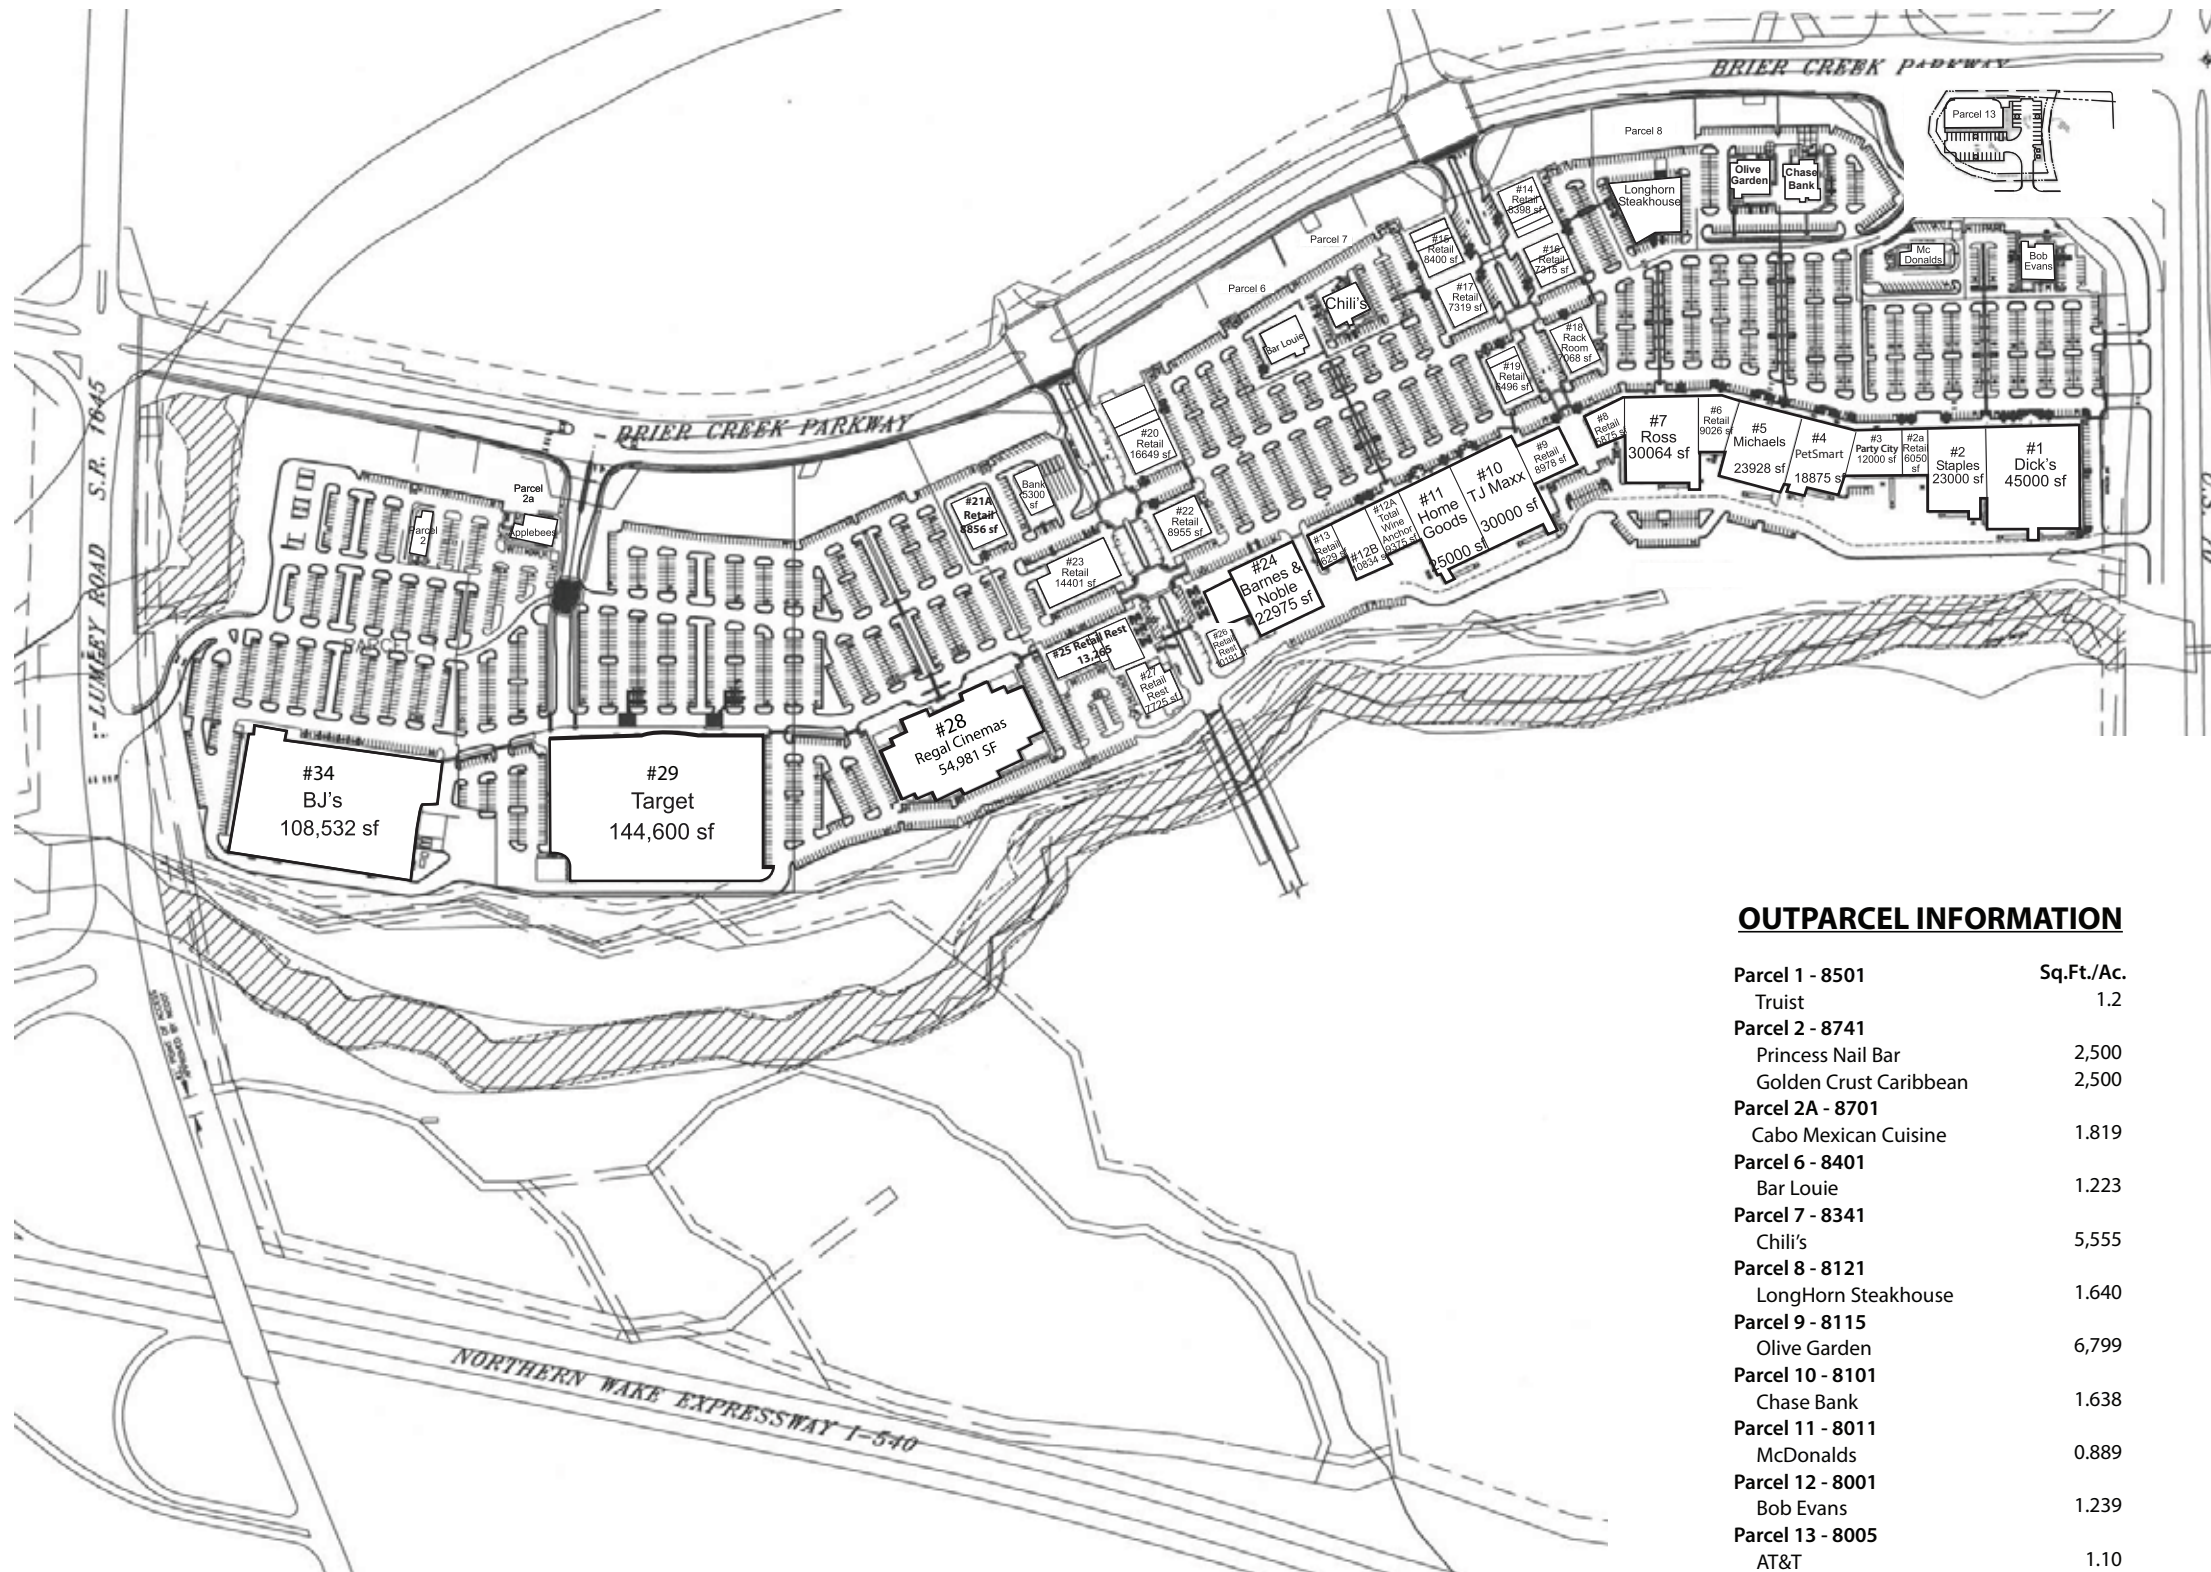 BRIER CREEK PARKWAY
Parcel 13
Parcel 8
Olive
Garden
Chase
Bank
Longhorn
Steakhouse
#14
Retail
8398 sf
Parcel 7
#15
Retail
8400 sf
#16
Retail
7315 sf
Mc
Donalds
Bob
Evans
Parcel 6
Chili's
#17
Retail
7319 sf
Bar Louie
#18
Rack
Room
7068 sf
#19
Retail
6496 sf
LUMLEY ROAD S.R. 1645
BRIER CREEK PARKWAY
#20
Retail
16649 sf
#8
Retail
5875 sf
#7
Ross
30064 sf
#6
Retail
9026 sf
#5
Michaels
23928 sf
#4
PetSmart
18875 sf
#3
Party City
12000 sf
#2a
Retai
6050
sf
#2
Staples
23000 sf
#1
Dick's
45000 sf
#9
Retail
8978 sf
#10
TJ Maxx
30000 sf
#11
Home
Goods
25000 sf
#12A
Total
Wine
Anchor
9375 sf
#12B
10834 s
#13
Retail
Parcel
2a
Applebees
Parcel
2
#21A
Retail
8856 sf
Bank
5300
sf
#22
Retail
8955 sf
#23
Retail
14401 sf
#24
Barnes &
Noble
22975 sf
#25 Retail Rest
13,265
#26
Retail
Rest
#27
Retail
Rest
7725 sf
#28
Regal Cinemas
54,981 SF
#34
BJ's
108,532 sf
#29
Target
144,600 sf
NORTHERN WAKE EXPRESSWAY I-540
OUTPARCEL INFORMATION
Parcel 1 - 8501 Sq.Ft./Ac.
Truist 1.2
Parcel 2 - 8741
Princess Nail Bar 2,500
Golden Crust Caribbean 2,500
Parcel 2A - 8701
Cabo Mexican Cuisine 1.819
Parcel 6 - 8401
Bar Louie 1.223
Parcel 7 - 8341
Chili's 5,555
Parcel 8 - 8121
LongHorn Steakhouse 1.640
Parcel 9 - 8115
Olive Garden 6,799
Parcel 10 - 8101
Chase Bank 1.638
Parcel 11 - 8011
McDonalds 0.889
Parcel 12 - 8001
Bob Evans 1.239
Parcel 13 - 8005
AT&T 1.10